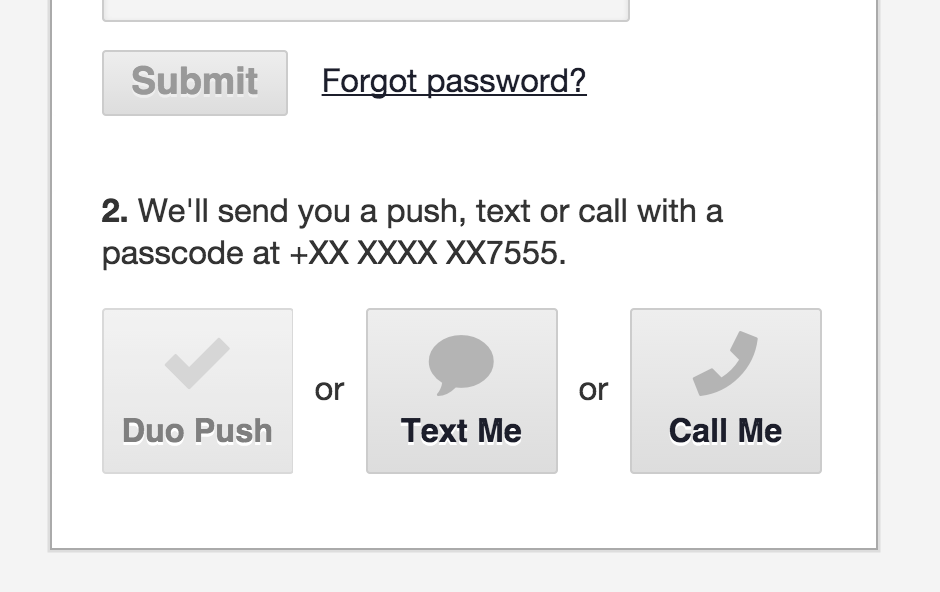 Submit Forgot password?
2. We'll send you a push, text or call with a
passcode at +XX XXXX XX7555.
Duo Push or Text Me or Call Me